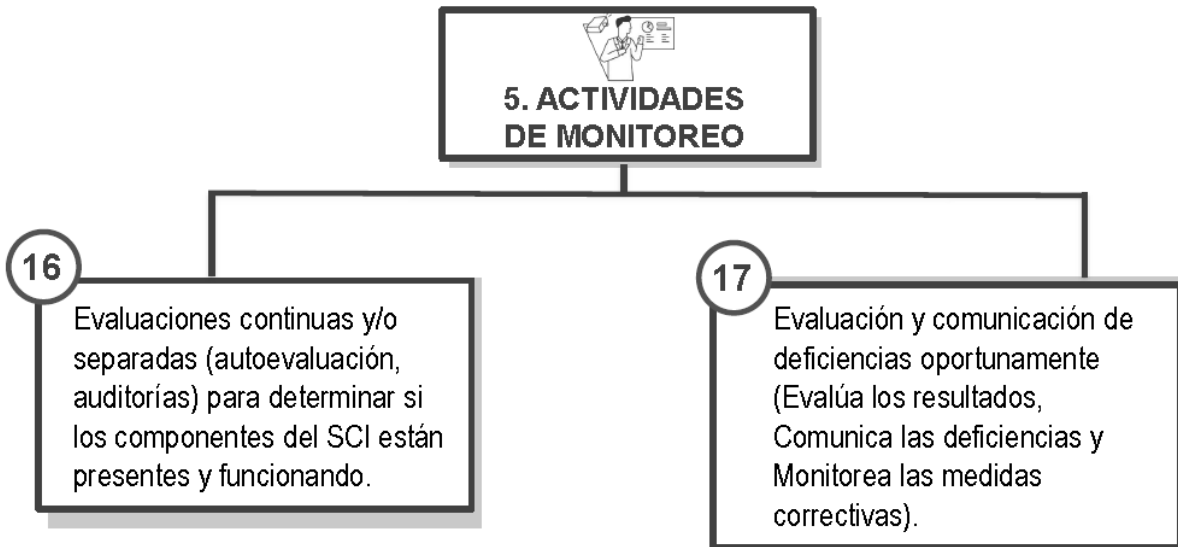 5. ACTIVIDADES
DE MONITOREO
16
Evaluaciones continuas y/o
separadas (autoevaluación,
auditorías) para determinar si
los componentes del SCI están
presentes y funcionando.
17
Evaluación y comunicación de
deficiencias oportunamente
(Evalúa los resultados,
Comunica las deficiencias y
Monitorea las medidas
correctivas).